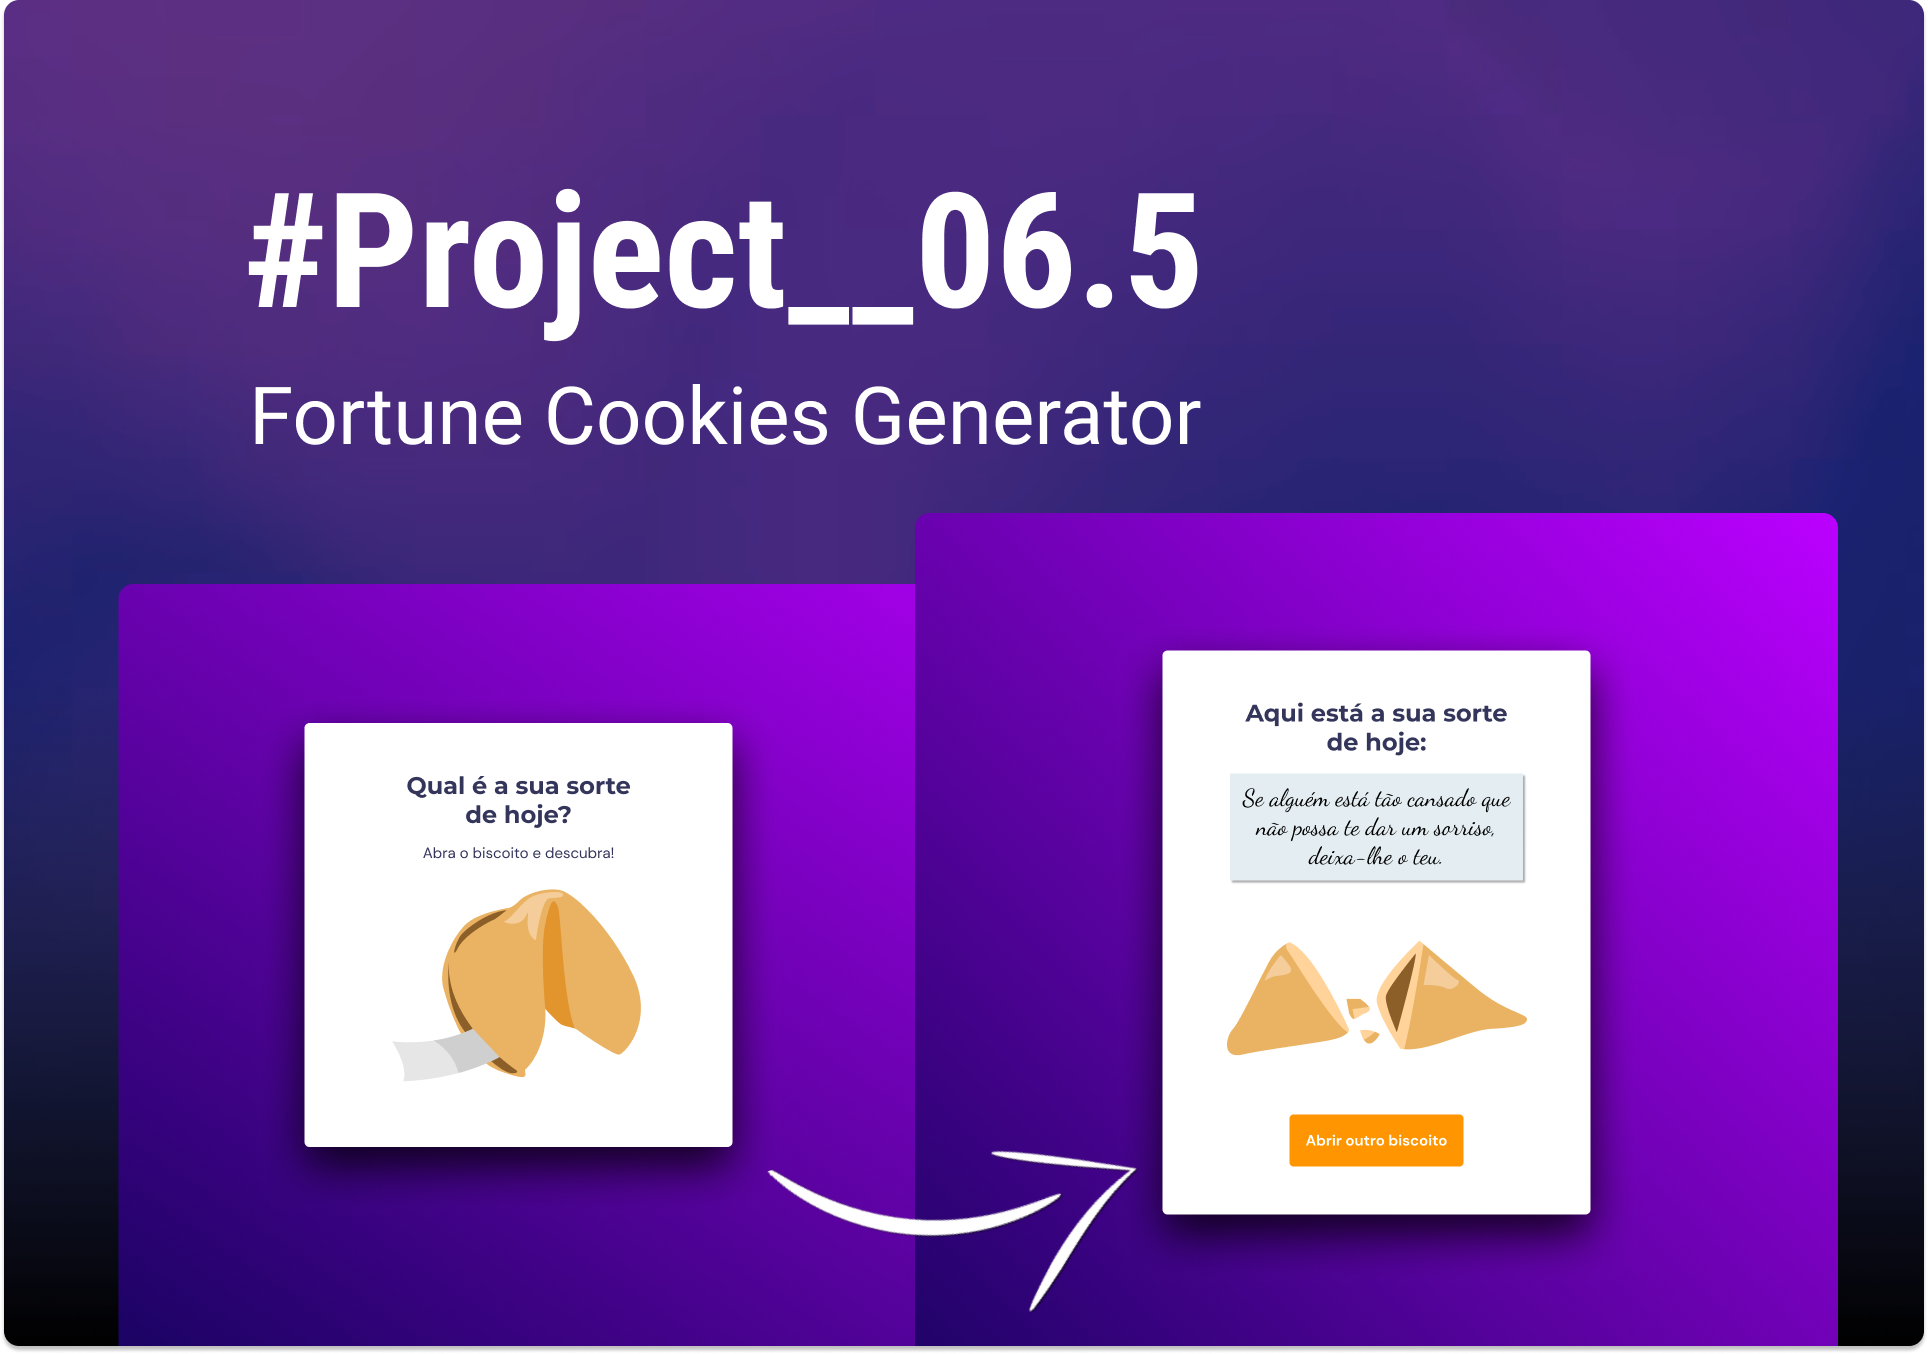 #Project__06.5
Fortune Cookies Generator
Qual é a sua sorte
de hoje?
Abra o biscoito e descubra!
Aqui está a sua sorte
de hoje:
Se alguém está tão cansado que
não possa te dar um sorriso,
deixa-lhe o teu.
Abrir outro biscoito